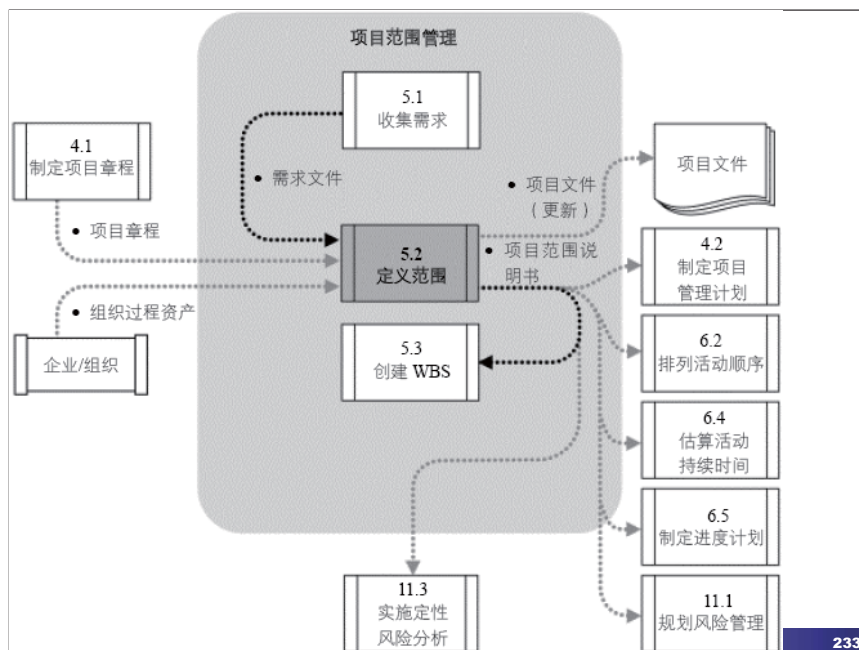 项目范围管理
5.1
收集需求
4.1
制定项目章程
• 需求文件
• 项目章程
• 项目文件
（更新）
项目文件
5.2
定义范围
• 项目范围说
明书
4.2
制定项目
管理计划
• 组织过程资产
企业/组织
5.3
创建 WBS
6.2
排列活动顺序
6.4
估算活动
持续时间
6.5
制定进度计划
11.3
实施定性
风险分析
11.1
规划风险管理
233